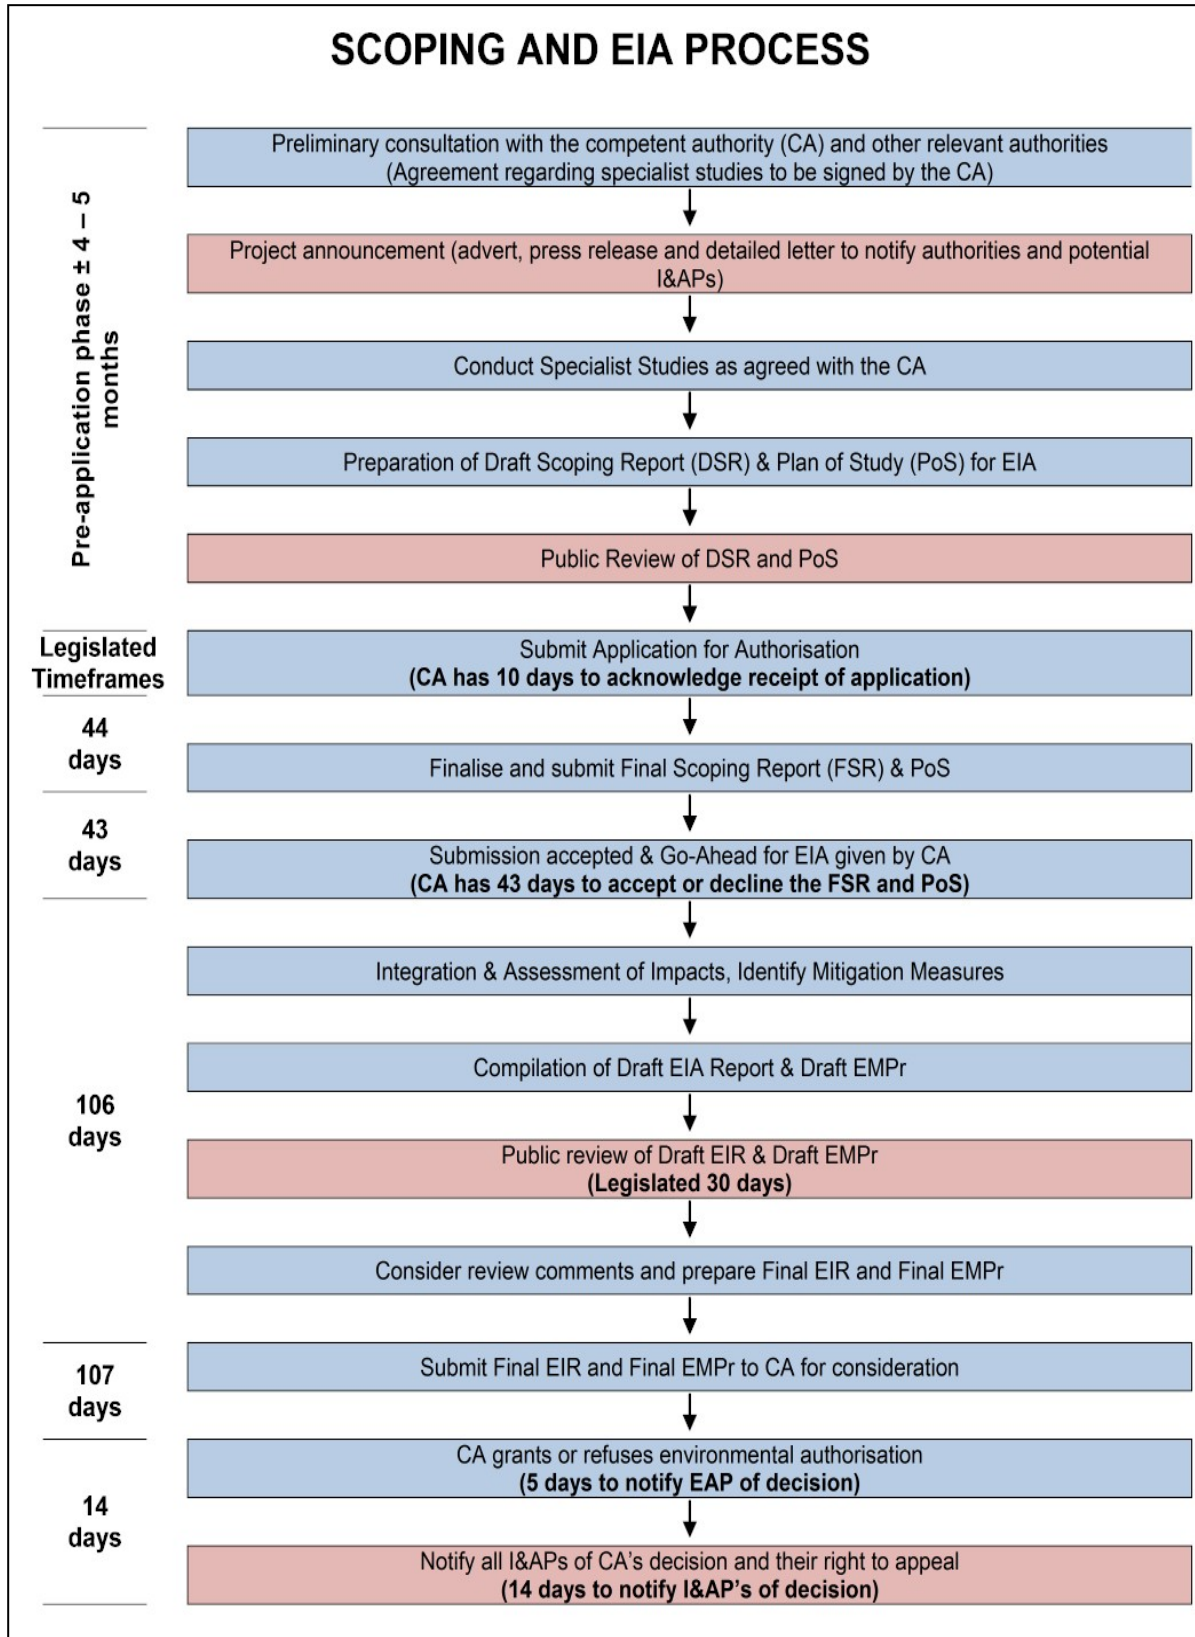 SCOPING AND EIA PROCESS
Pre-application phase ± 4 – 5
months
Preliminary consultation with the competent authority (CA) and other relevant authorities
(Agreement regarding specialist studies to be signed by the CA)
Project announcement (advert, press release and detailed letter to notify authorities and potential
I&APs)
Conduct Specialist Studies as agreed with the CA
Preparation of Draft Scoping Report (DSR) & Plan of Study (PoS) for EIA
Public Review of DSR and PoS
Legislated
Timeframes
Submit Application for Authorisation
(CA has 10 days to acknowledge receipt of application)
44
days
Finalise and submit Final Scoping Report (FSR) & PoS
43
days
Submission accepted & Go-Ahead for EIA given by CA
(CA has 43 days to accept or decline the FSR and PoS)
106
days
Integration & Assessment of Impacts, Identify Mitigation Measures
Compilation of Draft EIA Report & Draft EMPr
Public review of Draft EIR & Draft EMPr
(Legislated 30 days)
Consider review comments and prepare Final EIR and Final EMPr
107
days
Submit Final EIR and Final EMPr to CA for consideration
14
days
CA grants or refuses environmental authorisation
(5 days to notify EAP of decision)
Notify all I&APs of CA's decision and their right to appeal
(14 days to notify I&AP's of decision)